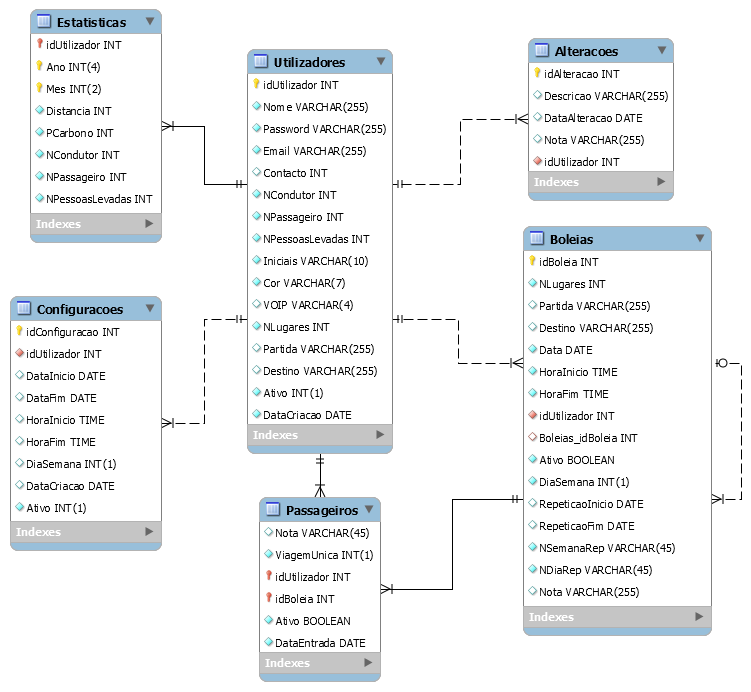 Estatisticas
idUtilizador INT
Ano INT(4)
Mes INT(2)
Distancia INT
PCarbono INT
NCondutor INT
NPassageiro INT
NPessoasLevadas INT
Indexes
Utilizadores
idUtilizador INT
Nome VARCHAR(255)
Password VARCHAR(255)
Email VARCHAR(255)
Contacto INT
NCondutor INT
NPassageiro INT
NPessoasLevadas INT
Iniciais VARCHAR(10)
Cor VARCHAR(7)
VOIP VARCHAR(4)
NLugares INT
Partida VARCHAR(255)
Destino VARCHAR(255)
Ativo INT(1)
DataCriacao DATE
Indexes
Alteracoes
idAlteracao INT
Descricao VARCHAR(255)
DataAlteracao DATE
Nota VARCHAR(255)
idUtilizador INT
Indexes
Configuracoes
idConfiguracao INT
idUtilizador INT
DataInicio DATE
DataFim DATE
HoraInicio TIME
HoraFim TIME
DiaSemana INT(1)
DataCriacao DATE
Ativo INT(1)
Indexes
Boleias
idBoleia INT
NLugares INT
Partida VARCHAR(255)
Destino VARCHAR(255)
Data DATE
HoraInicio TIME
HoraFim TIME
idUtilizador INT
Boleias_idBoleia INT
Ativo BOOLEAN
DiaSemana INT(1)
RepeticaoInicio DATE
RepeticaoFim DATE
NSemanaRep VARCHAR(45)
NDiaRep VARCHAR(45)
Nota VARCHAR(255)
Indexes
Passageiros
Nota VARCHAR(45)
ViagemUnica INT(1)
idUtilizador INT
idBoleia INT
Ativo BOOLEAN
DataEntrada DATE
Indexes